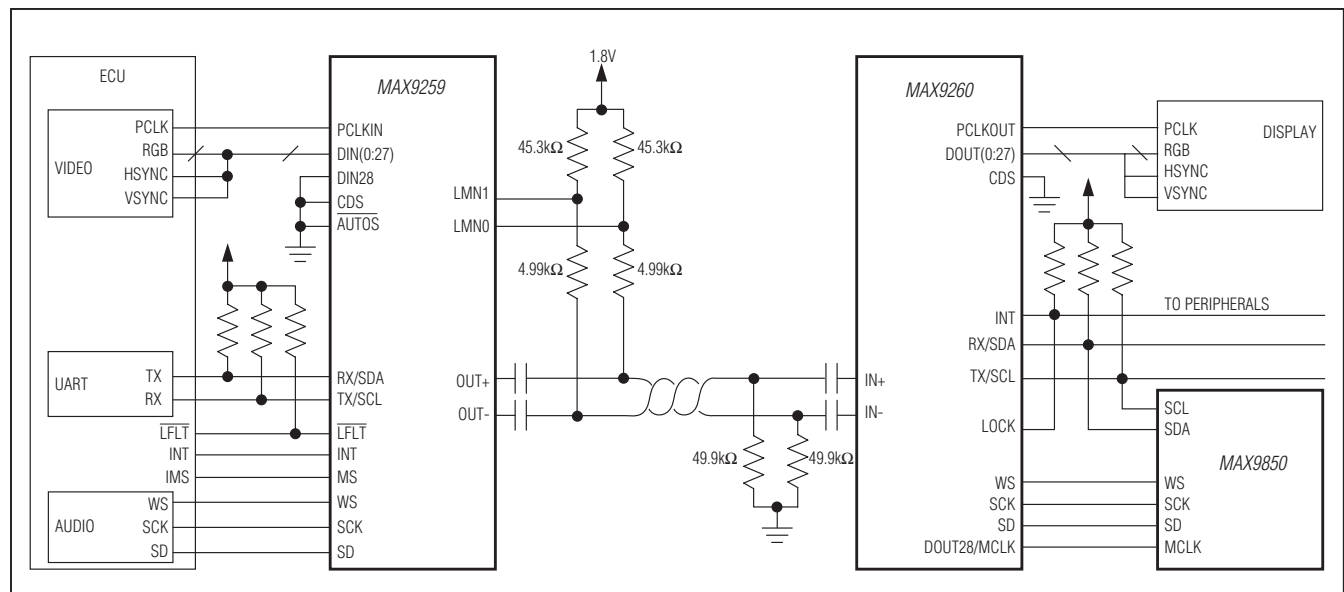 ECU
VIDEO
PCLK
RGB
HSYNC
VSYNC
UART
TX
RX
LFLT
INT
IMS
AUDIO
WS
SCK
SD
MAX9259
PCLKIN
DIN(0:27)
DIN28
CDS
AUTOS
RX/SDA
TX/SCL
LFLT
INT
MS
WS
SCK
SD
LMN1
LMN0
OUT+
OUT-
1.8V
45.3kΩ
45.3kΩ
4.99kΩ
4.99kΩ
49.9kΩ
49.9kΩ
MAX9260
PCLKOUT
DOUT(0:27)
CDS
INT
RX/SDA
TX/SCL
IN+
IN-
LOCK
WS
SCK
SD
DOUT28/MCLK
DISPLAY
PCLK
RGB
HSYNC
VSYNC
TO PERIPHERALS
MAX9850
SCL
SDA
WS
SCK
SD
MCLK